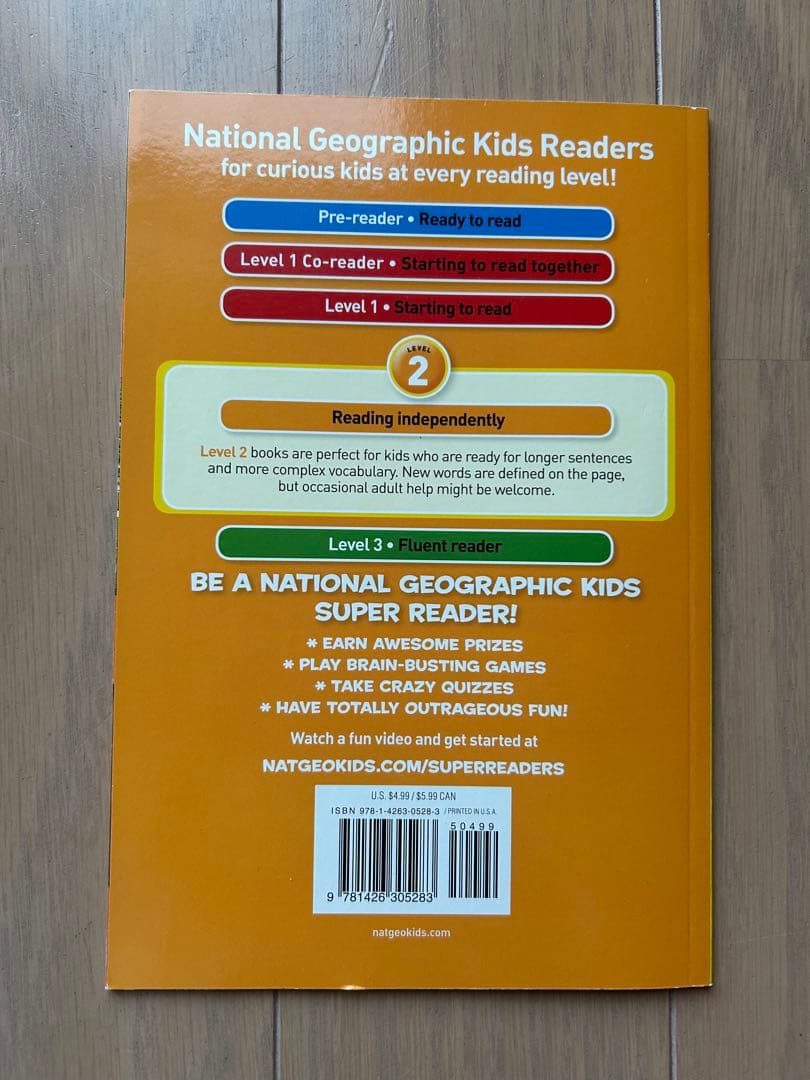 National Geographic Kids Readers
for curious kids at every reading level!
Pre-reader • Ready to read
Level 1 Co-reader • Starting to read together
Level 1 • Starting to read
LEVEL
2
Reading independently
Level 2 books are perfect for kids who are ready for longer sentences
and more complex vocabulary. New words are defined on the page,
but occasional adult help might be welcome.
Level 3 • Fluent reader
BE A NATIONAL GEOGRAPHIC KIDS
SUPER READER!
* EARN AWESOME PRIZES
* PLAY BRAIN-BUSTING GAMES
* TAKE CRAZY QUIZZES
* HAVE TOTALLY OUTRAGEOUS FUN!
Watch a fun video and get started at
NATGEOKIDS.COM/SUPERREADERS
U.S. $4.99 / $5.99 CAN
ISBN 978-1-4263-0528-3 / PRINTED IN U.S.A.
50499
9 781426 305283
natgeokids.com